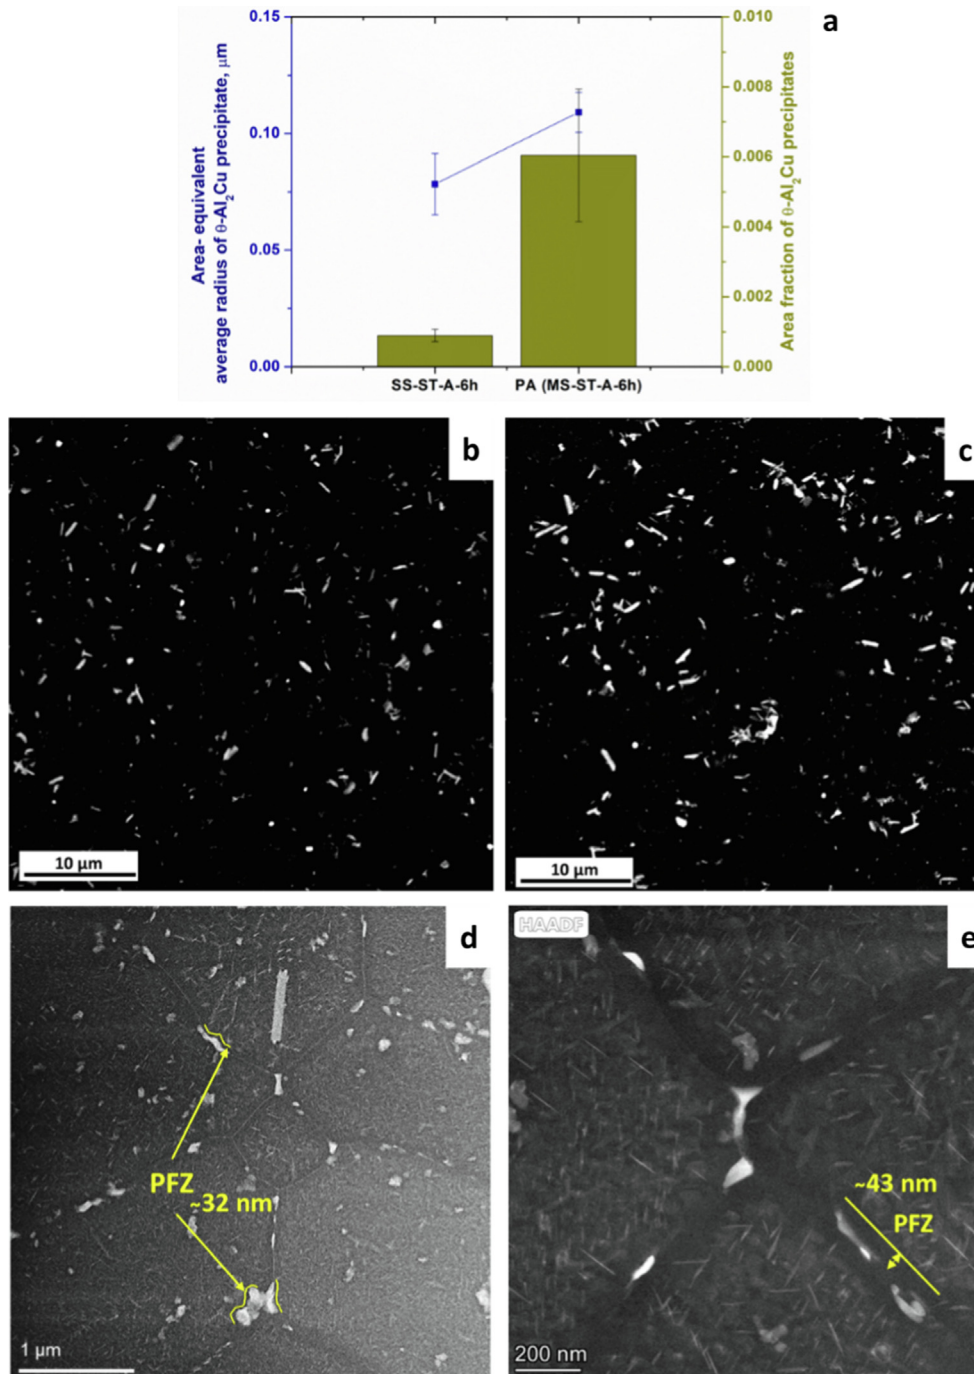 a
0.15
0.10
0.05
0.00
Area- equivalent
average radius of θ-Al₂Cu precipitate, μm
0.010
0.008
0.006
0.004
0.002
0.000
Area fraction of θ-Al₂Cu precipitates
SS-ST-A-6h
PA (MS-ST-A-6h)
b
10 μm
c
10 μm
d
PFZ
~32 nm
1 μm
HAADF
e
~43 nm
PFZ
200 nm